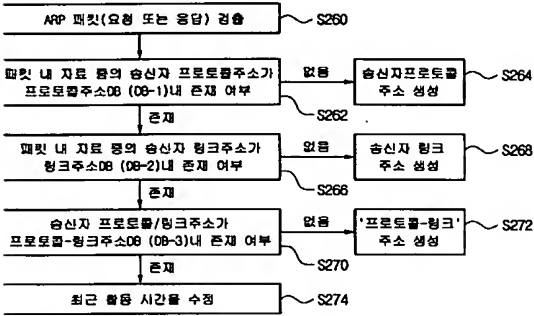 ARP 패킷(요청 또는 응답) 검출
S260
패킷 내 자료 중의 송신자 프로토콜주소가
프로토콜주소DB (DB-1)내 존재 여부
S262
없음
송신자프로토콜
주소 생성
S264
존재
패킷 내 자료 중의 송신자 링크주소가
링크주소DB (DB-2)내 존재 여부
S266
없음
송신자 링크
주소 생성
S268
존재
송신자 프로토콜/링크주소가
프로토콜-링크주소DB (DB-3)내 존재 여부
S270
없음
'프로토콜-링크'
주소 생성
S272
존재
최근 활동 시간을 수정
S274